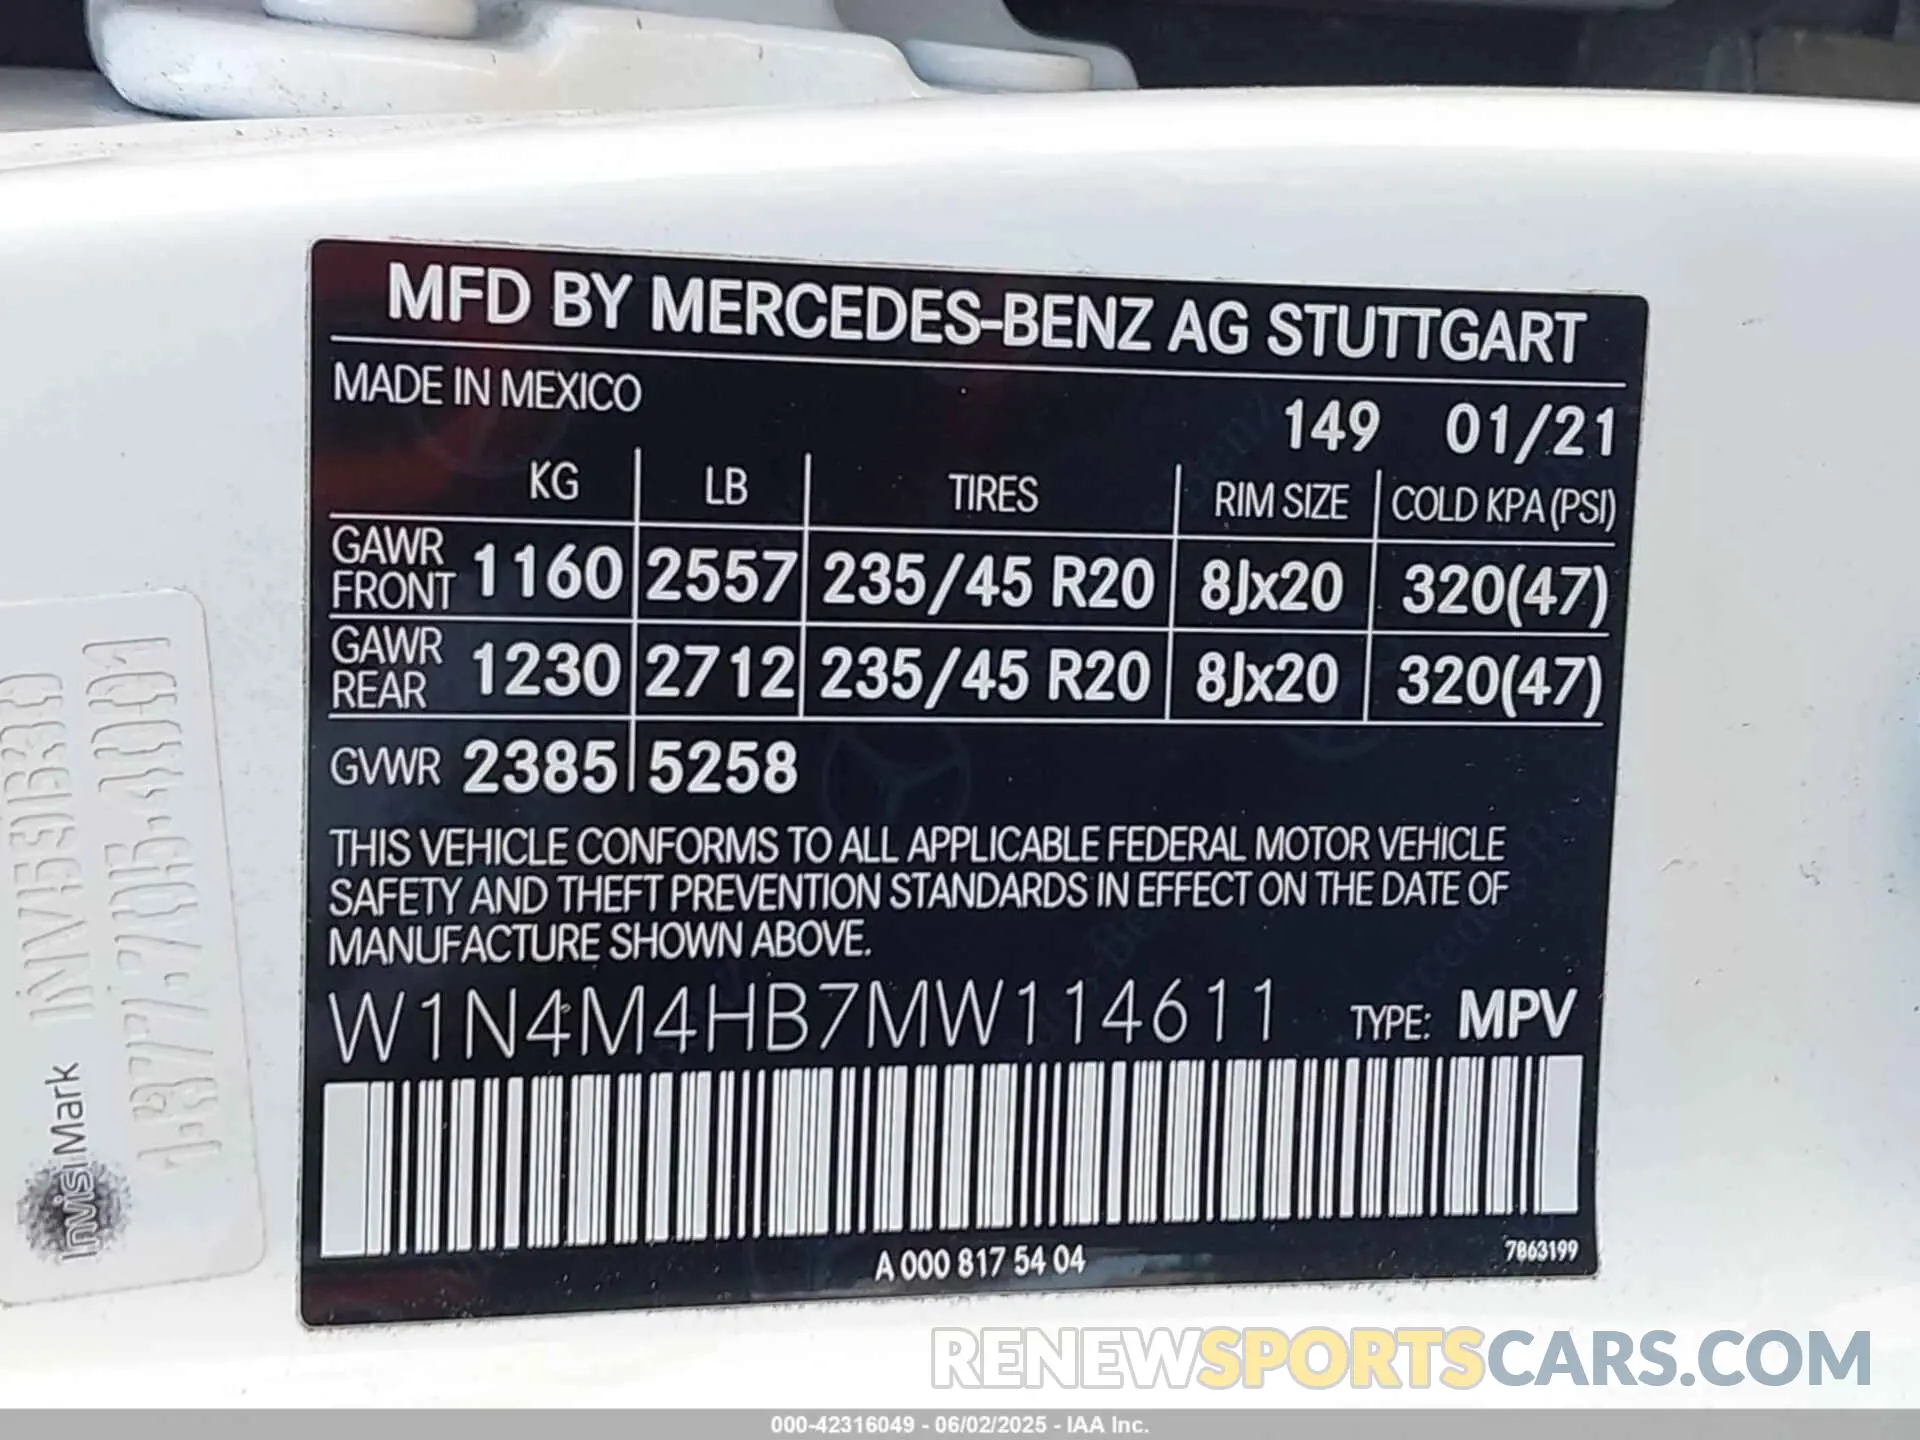 MFD BY MERCEDES-BENZ AG STUTTGART
MADE IN MEXICO
149 01/21
KG LB TIRES RIM SIZE COLD KPA (PSI)
GAWR FRONT 1160 2557 235/45 R20 8Jx20 320(47)
GAWR REAR 1230 2712 235/45 R20 8Jx20 320(47)
GVWR 2385 5258
THIS VEHICLE CONFORMS TO ALL APPLICABLE FEDERAL MOTOR VEHICLE
SAFETY AND THEFT PREVENTION STANDARDS IN EFFECT ON THE DATE OF
MANUFACTURE SHOWN ABOVE.
W1N4M4HB7MW114611 TYPE: MPV
A 000 817 54 04
7863199
InvisiMark
RENEWSPORTSCARS.COM
000-42316049 - 06/02/2025 - IAA Inc.